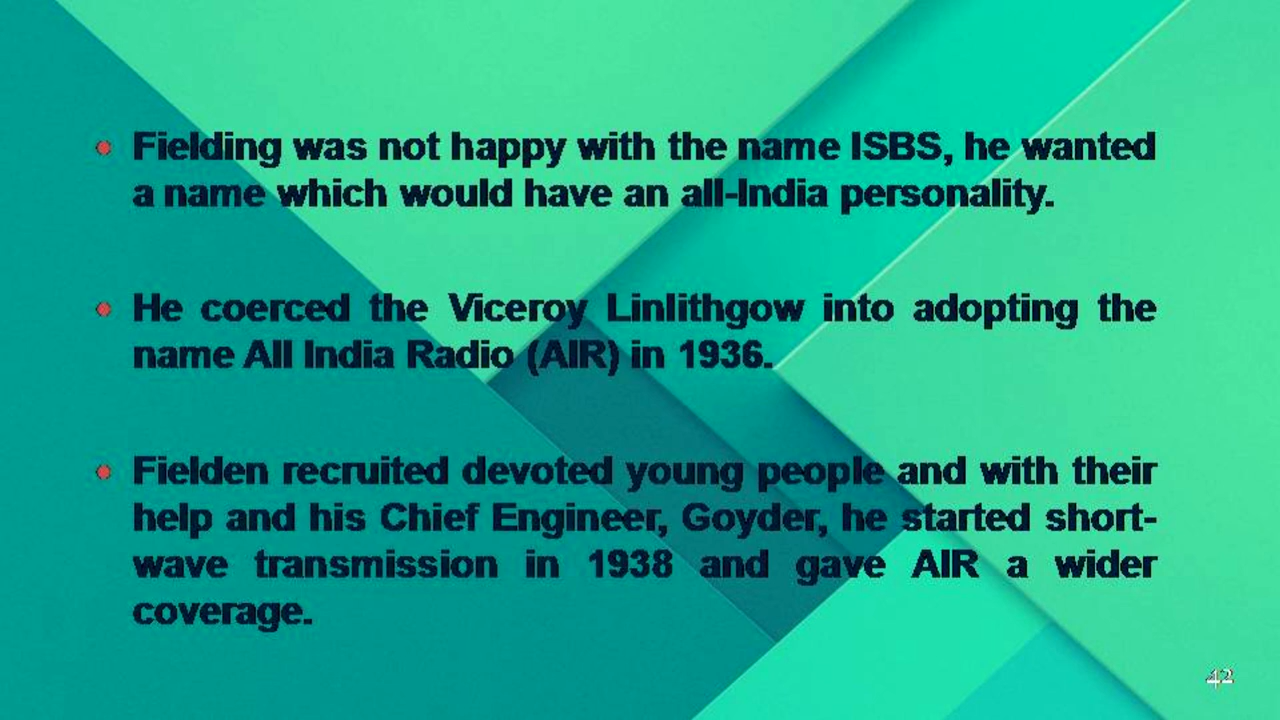 • Fielding was not happy with the name ISBS, he wanted
a name which would have an all-India personality.
• He coerced the Viceroy Linlithgow into adopting the
name All India Radio (AIR) in 1936.
• Fielden recruited devoted young people and with their
help and his Chief Engineer, Goyder, he started short-
wave transmission in 1938 and gave AIR a wider
coverage.
42